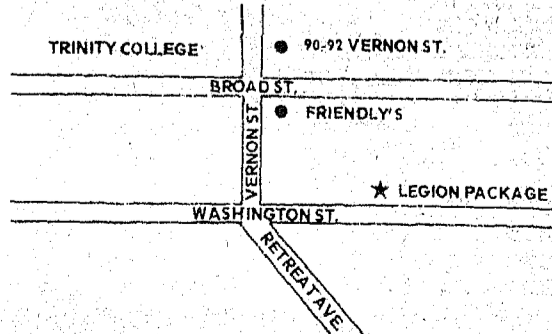 TRINITY COLLEGE
90-92 VERNON ST.
BROAD ST.
FRIENDLY'S
VERNON ST
LEGION PACKAGE
WASHINGTON ST.
RETREAT AVE